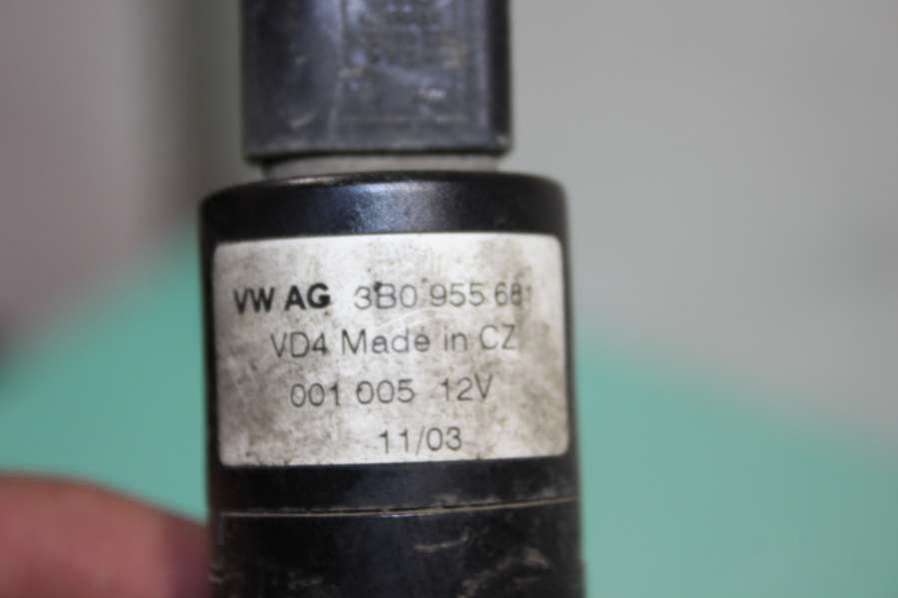 VW AG 3B0 955 681
VD4 Made in CZ
001 005 12V
11/03